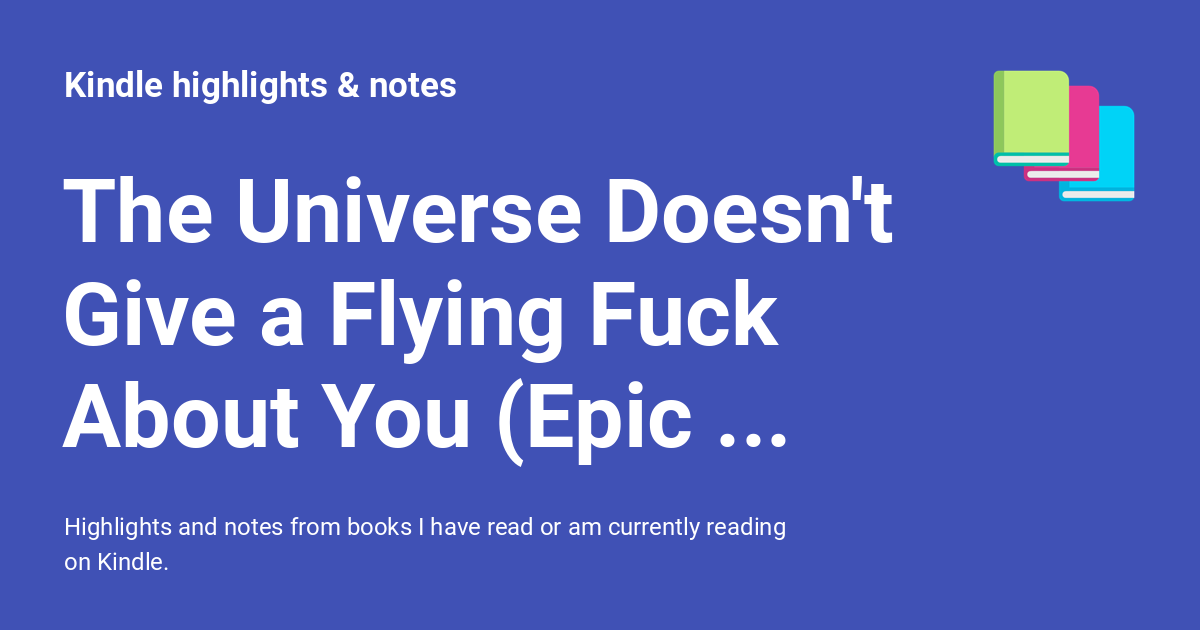 Kindle highlights & notes
The Universe Doesn't
Give a Flying Fuck
About You (Epic ...
Highlights and notes from books I have read or am currently reading
on Kindle.